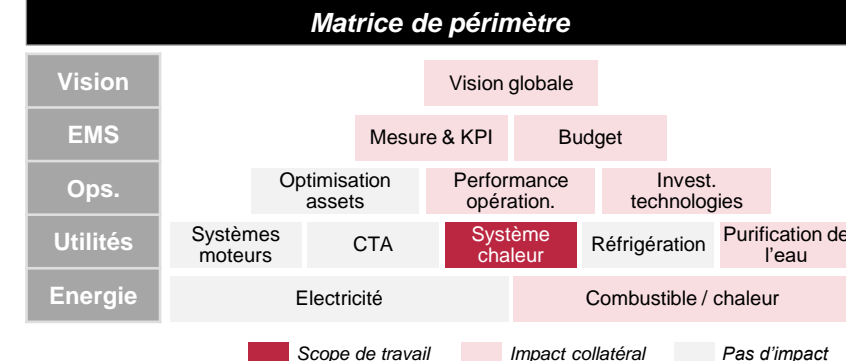 Matrice de périmètre
Vision
Vision globale
EMS
Mesure & KPI
Budget
Ops.
Optimisation
assets
Performance
opération.
Invest.
technologies
Utilités
Systèmes
moteurs
CTA
Système
chaleur
Réfrigération
Purification de
l'eau
Energie
Electricité
Combustible / chaleur
Scope de travail
Impact collatéral
Pas d'impact